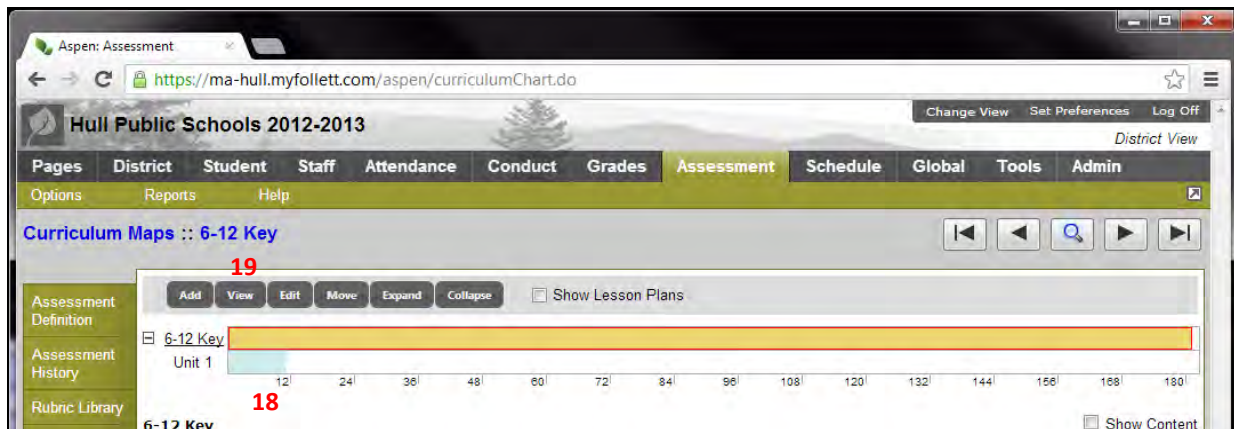 Aspen: Assessment
https://ma-hull.myfollett.com/aspen/curriculumChart.do
Hull Public Schools 2012-2013
Change View Set Preferences Log Off
District View
Pages District Student Staff Attendance Conduct Grades Assessment Schedule Global Tools Admin
Options Reports Help
Curriculum Maps :: 6-12 Key
19
Add View Edit Move Expand Collapse Show Lesson Plans
Assessment Definition
Assessment History
Rubric Library
6-12 Key
Unit 1
12 24 36 48 60 72 84 96 108 120 132 144 156 168 180
18
6-12 Key
Show Content